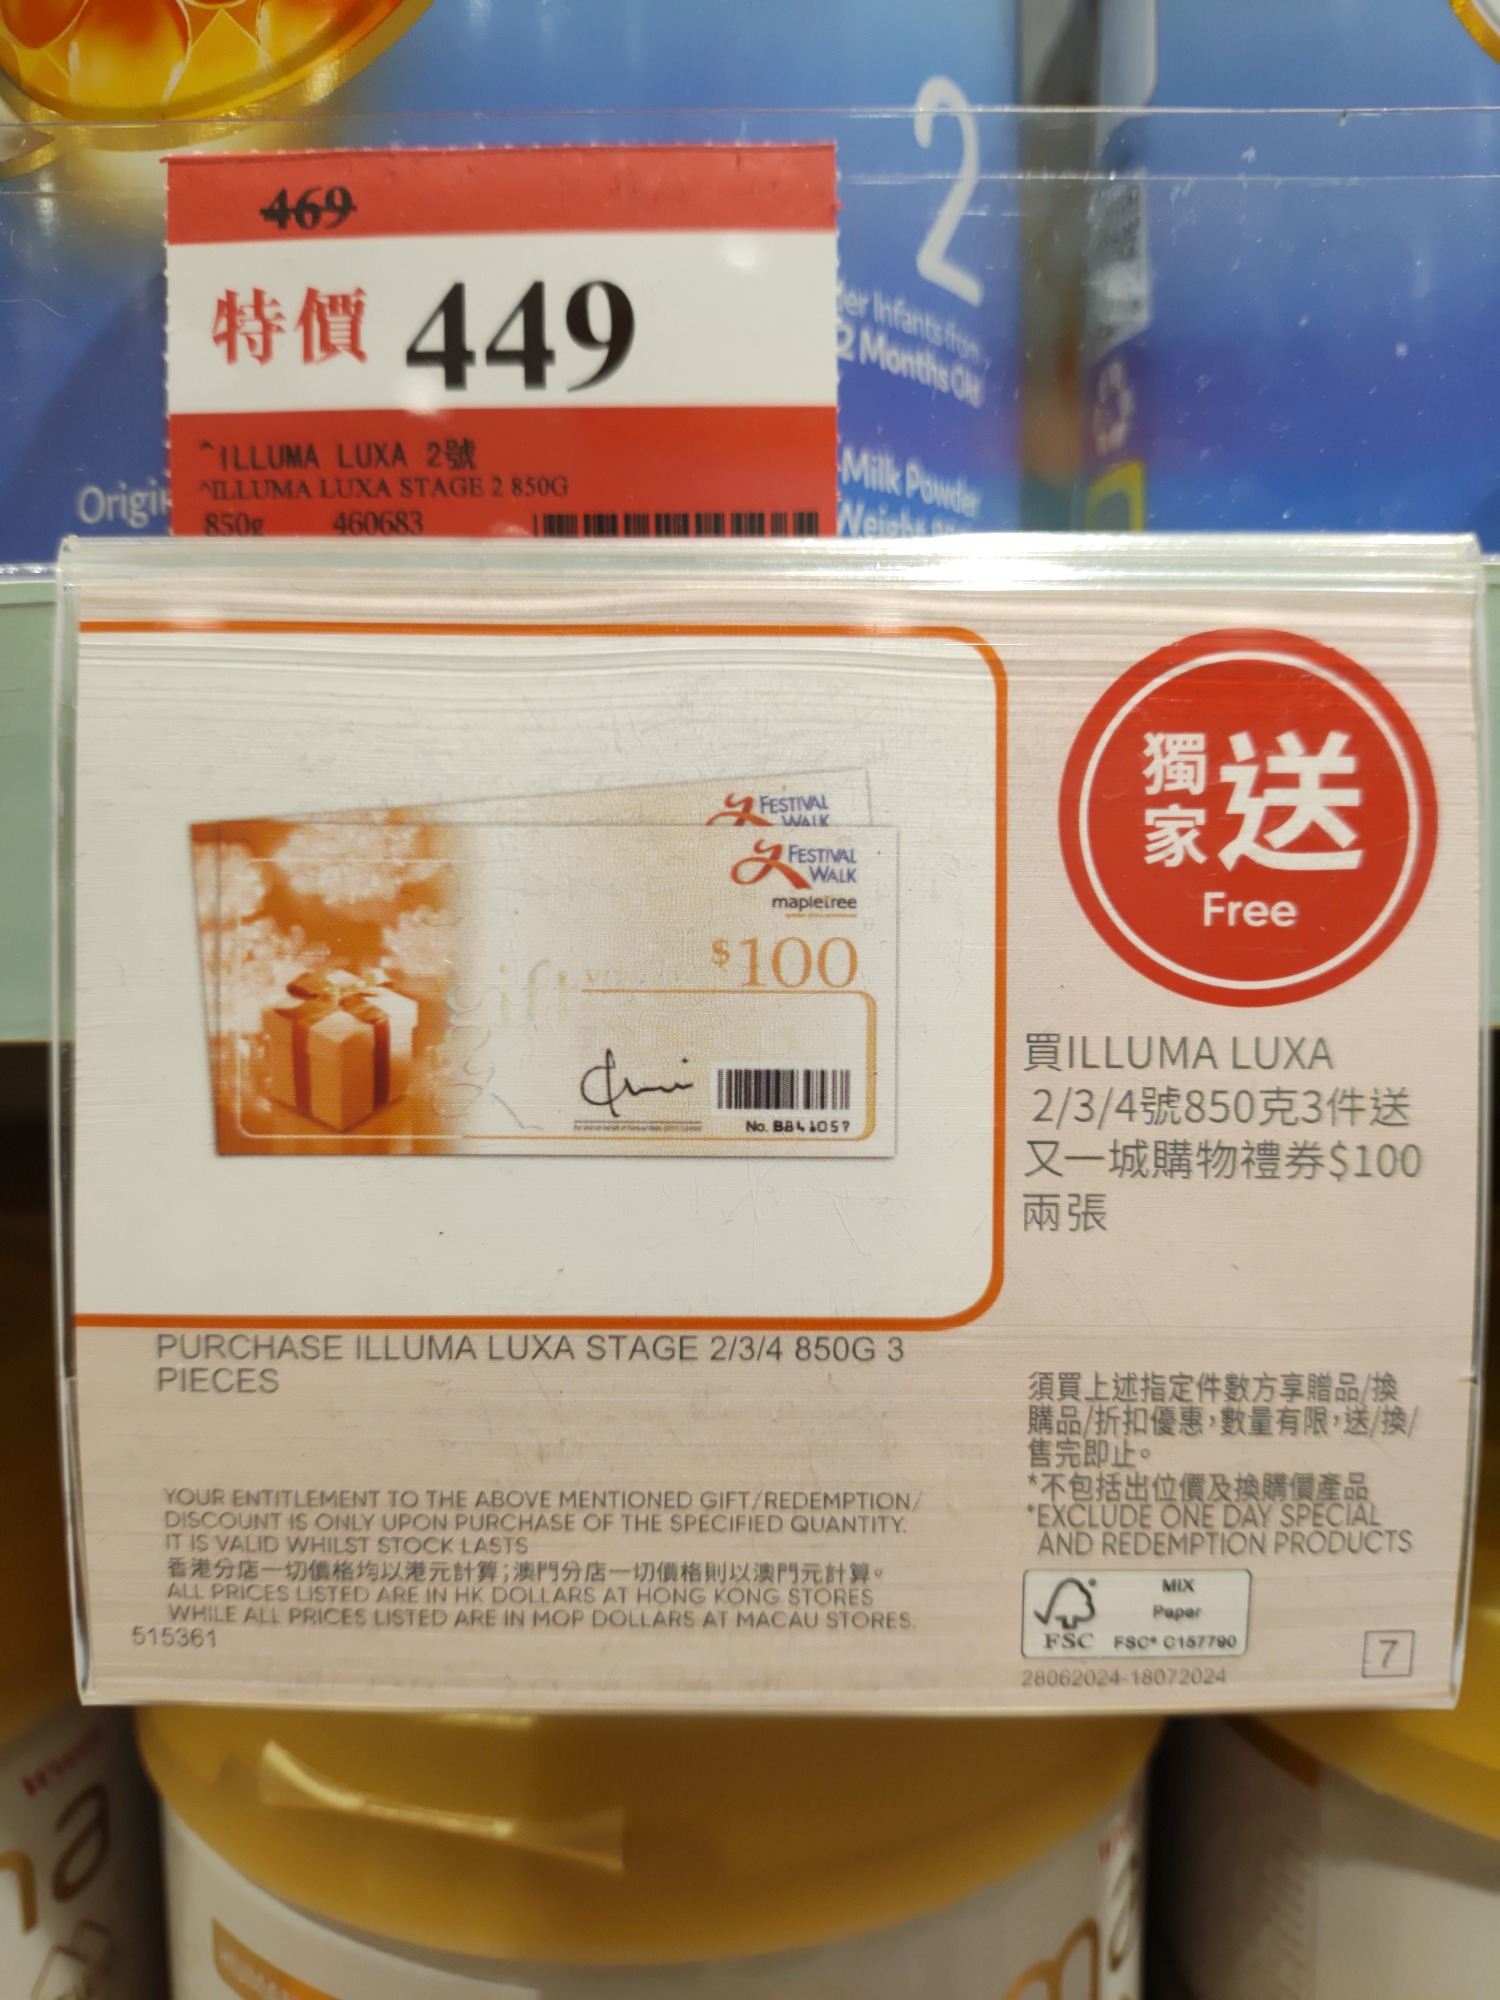 2
469
特價 449
er Infants from
2 Months Old
^ILLUMA LUXA 2號
^ILLUMA LUXA STAGE 2 850G
850g 460683
Milk Powder
FESTIVAL
WALK
FESTIVAL
WALK
mapletree
$100
gift
No. BB41057
獨家送
Free
買ILLUMA LUXA
2/3/4號850克3件送
又一城購物禮券$100
兩張
PURCHASE ILLUMA LUXA STAGE 2/3/4 850G 3
PIECES
須買上述指定件數方享贈品/換
購品/折扣優惠，數量有限，送/換/
售完即止。
*不包括出位價及換購價產品
*EXCLUDE ONE DAY SPECIAL
AND REDEMPTION PRODUCTS
YOUR ENTITLEMENT TO THE ABOVE MENTIONED GIFT/REDEMPTION/
DISCOUNT IS ONLY UPON PURCHASE OF THE SPECIFIED QUANTITY.
IT IS VALID WHILST STOCK LASTS
香港分店一切價格均以港元計算；澳門分店一切價格則以澳門元計算。
ALL PRICES LISTED ARE IN HK DOLLARS AT HONG KONG STORES
WHILE ALL PRICES LISTED ARE IN MOP DOLLARS AT MACAU STORES.
515361
MIX
Paper
FSC FSC® C157790
28062024-18072024
7